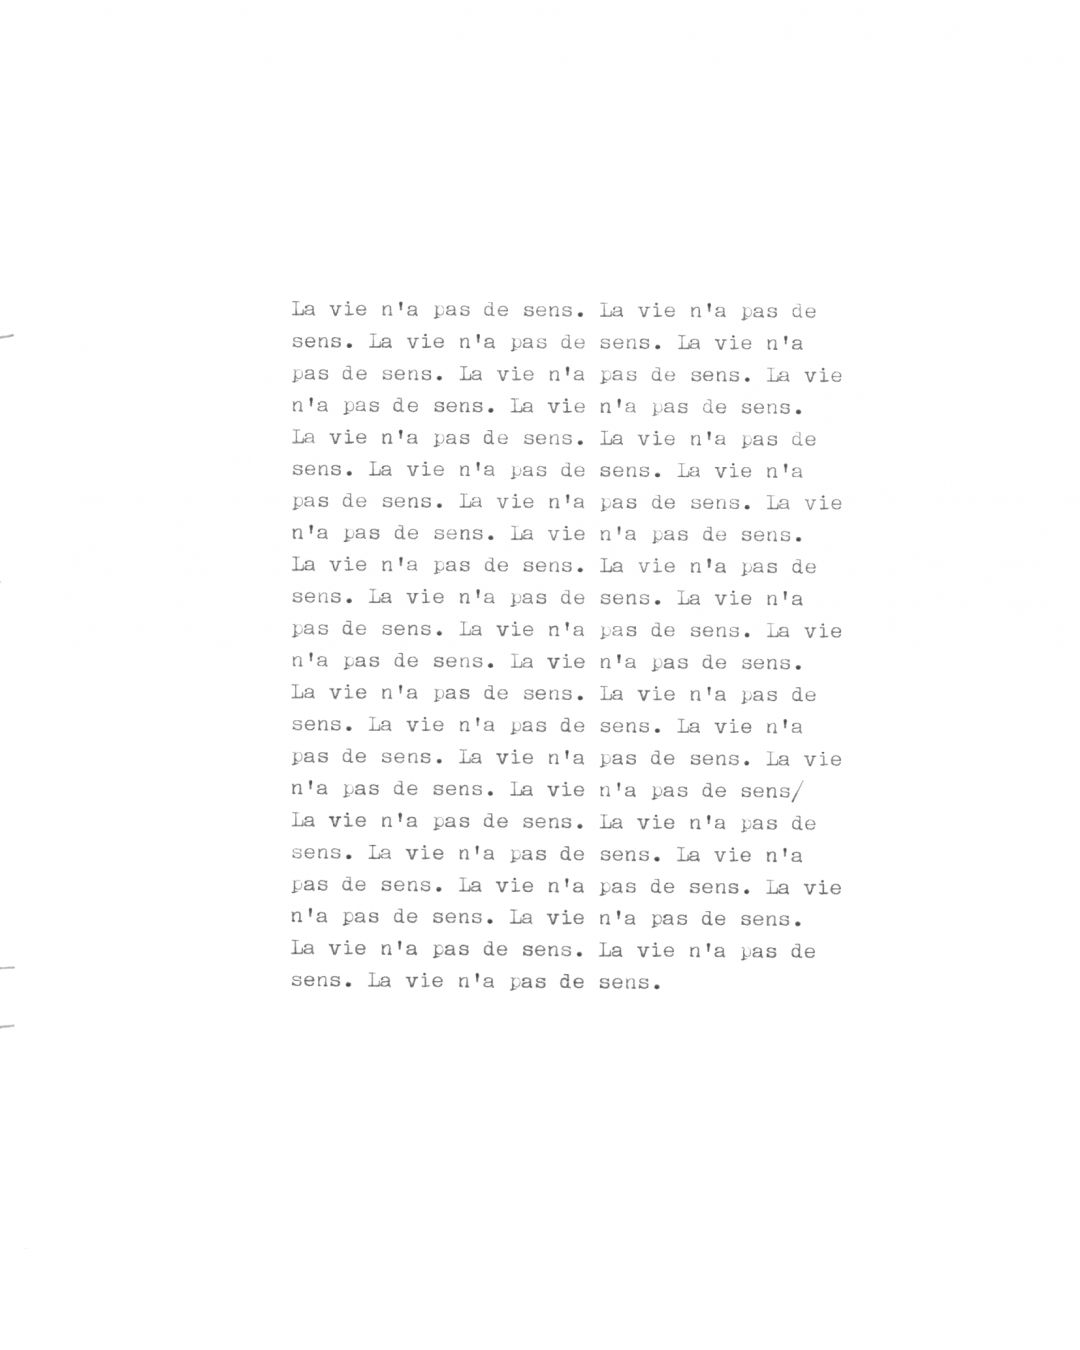 La vie n'a pas de sens. La vie n'a pas de
sens. La vie n'a pas de sens. La vie n'a
pas de sens. La vie n'a pas de sens. La vie
n'a pas de sens. La vie n'a pas de sens.
La vie n'a pas de sens. La vie n'a pas de
sens. La vie n'a pas de sens. La vie n'a
pas de sens. La vie n'a pas de sens. La vie
n'a pas de sens. La vie n'a pas de sens.
La vie n'a pas de sens. La vie n'a pas de
sens. La vie n'a pas de sens. La vie n'a
pas de sens. La vie n'a pas de sens. La vie
n'a pas de sens. La vie n'a pas de sens.
La vie n'a pas de sens. La vie n'a pas de
sens. La vie n'a pas de sens. La vie n'a
pas de sens. La vie n'a pas de sens. La vie
n'a pas de sens. La vie n'a pas de sens/
La vie n'a pas de sens. La vie n'a pas de
sens. La vie n'a pas de sens. La vie n'a
pas de sens. La vie n'a pas de sens. La vie
n'a pas de sens. La vie n'a pas de sens.
La vie n'a pas de sens. La vie n'a pas de
sens. La vie n'a pas de sens.